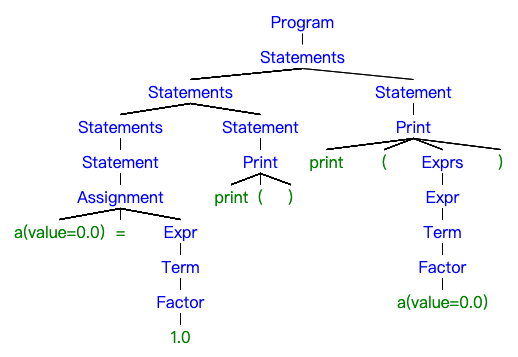 Program
Statements
Statements Statement
Statements Statement Print
Statement Print print ( Exprs )
Assignment print ( ) Expr
a(value=0.0) = Expr Term
Term Factor
Factor a(value=0.0)
1.0